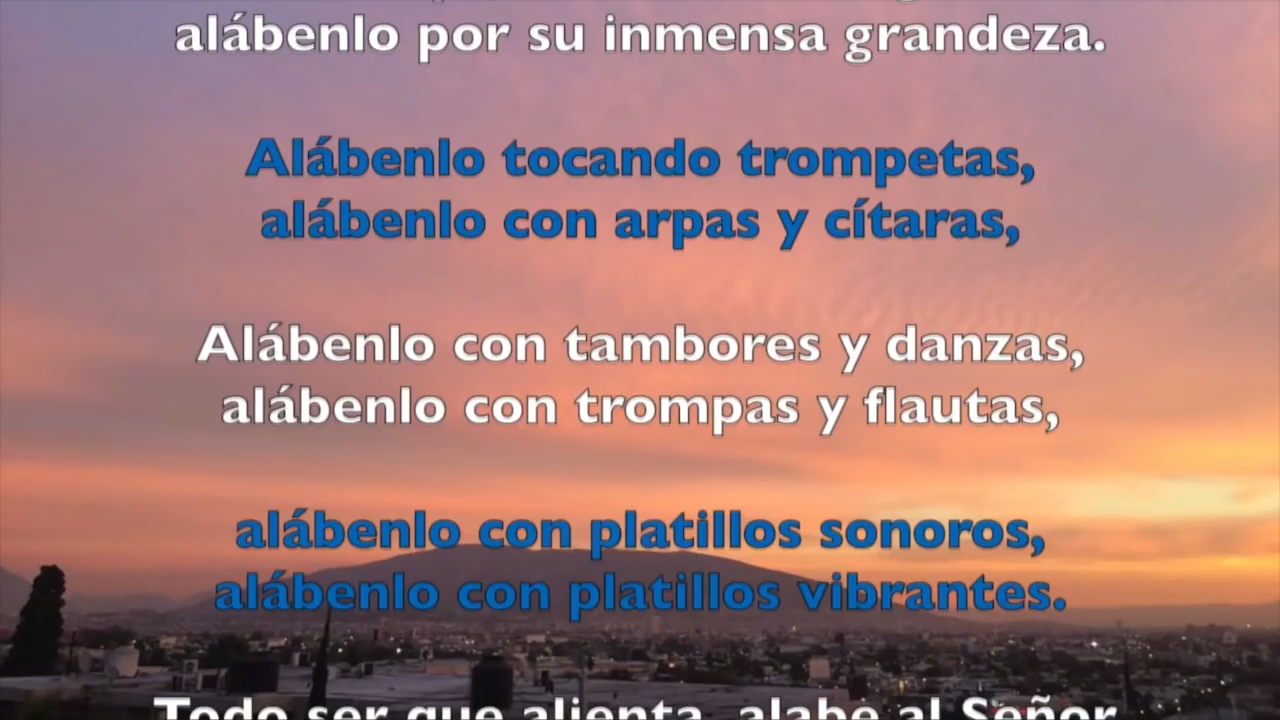 alábenlo por su inmensa grandeza.
Alábenlo tocando trompetas,
alábenlo con arpas y cítaras,
Alábenlo con tambores y danzas,
alábenlo con trompas y flautas,
alábenlo con platillos sonoros,
alábenlo con platillos vibrantes.
Todo ser que alienta, alabe al Señor